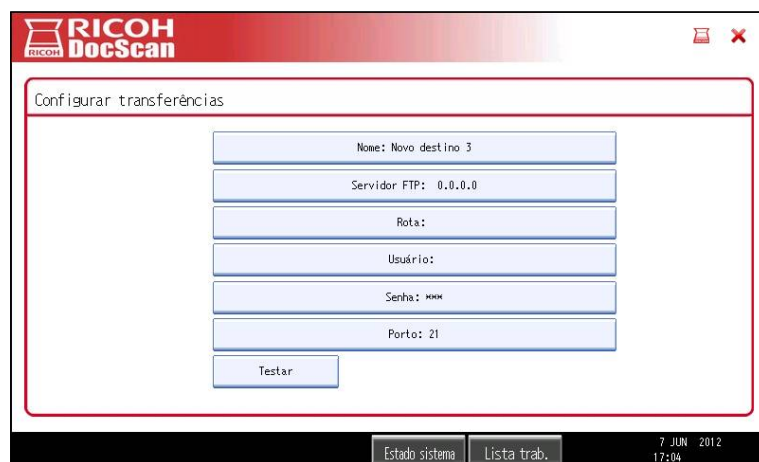 RICOH
RICOH DocScan
Configurar transferências
Nome: Novo destino 3
Servidor FTP: 0.0.0.0
Rota:
Usuário:
Senha: ***
Porto: 21
Testar
Estado sistema Lista trab. 7 JUN 2012
17:04